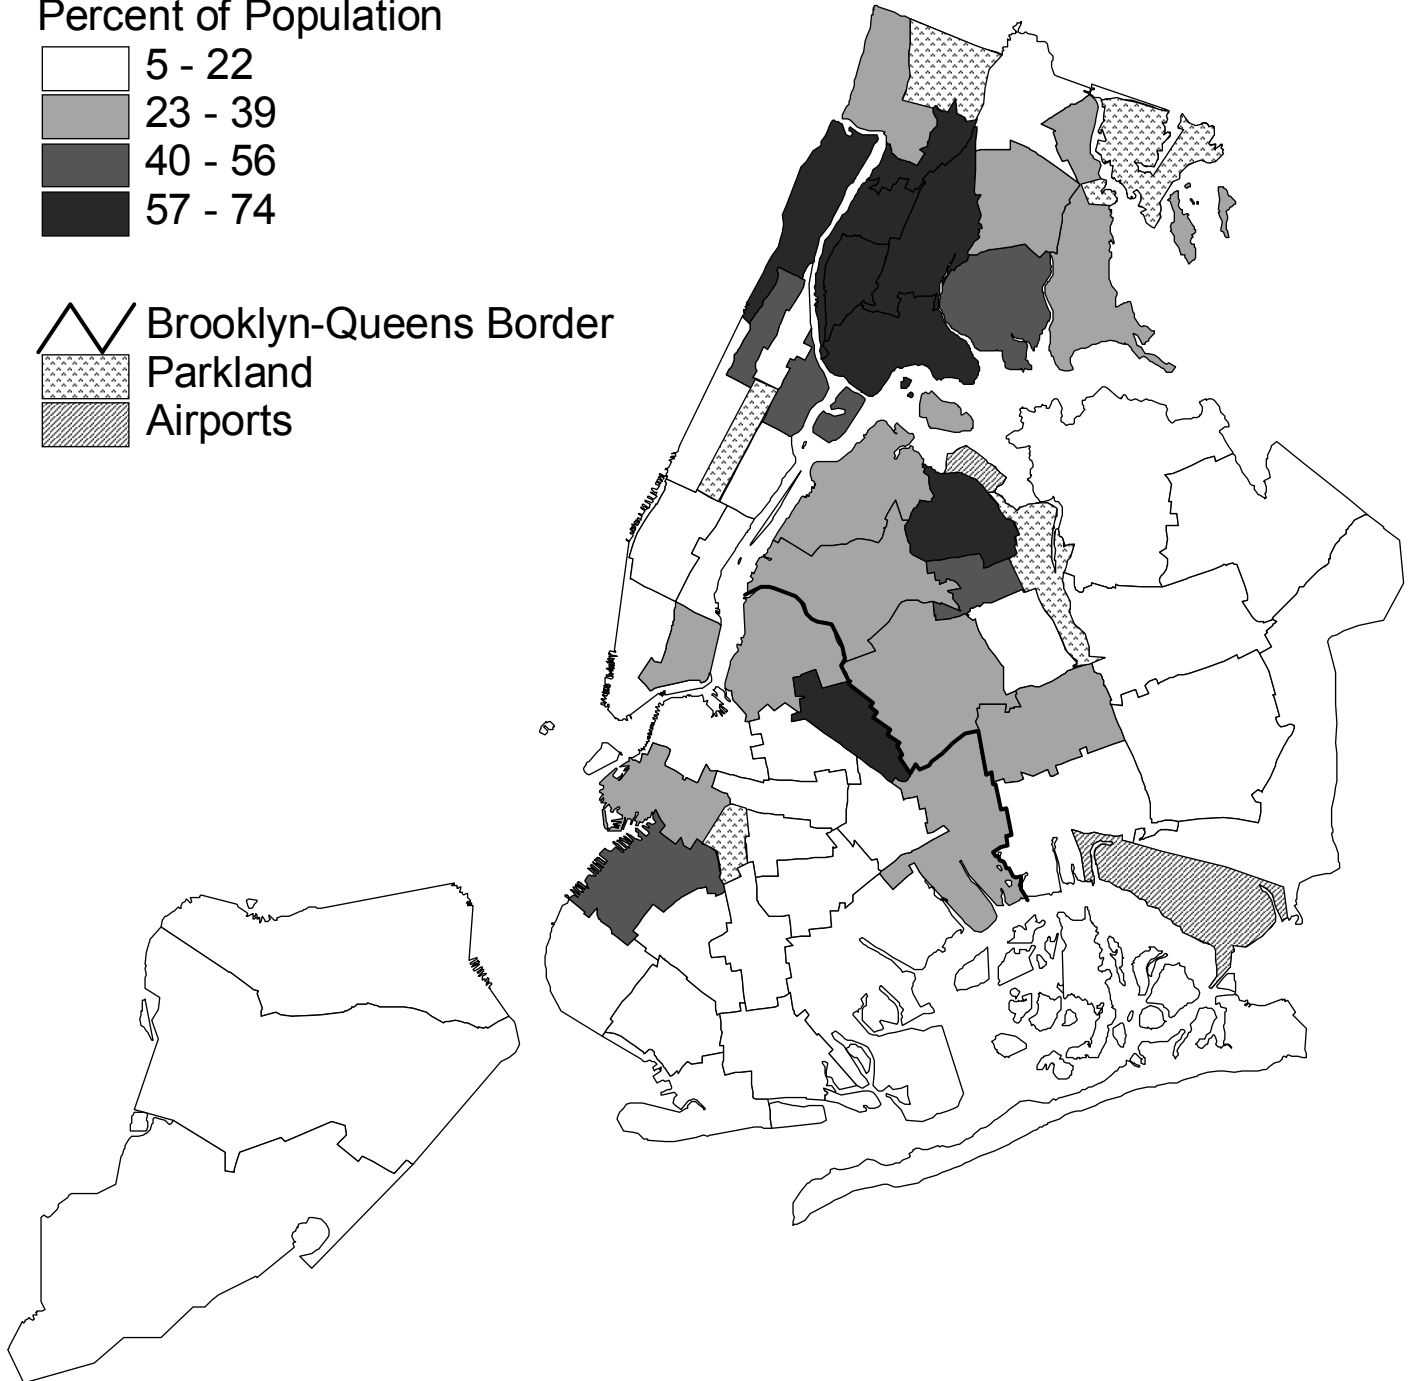 Percent of Population
5 - 22
23 - 39
40 - 56
57 - 74
Brooklyn-Queens Border
Parkland
Airports